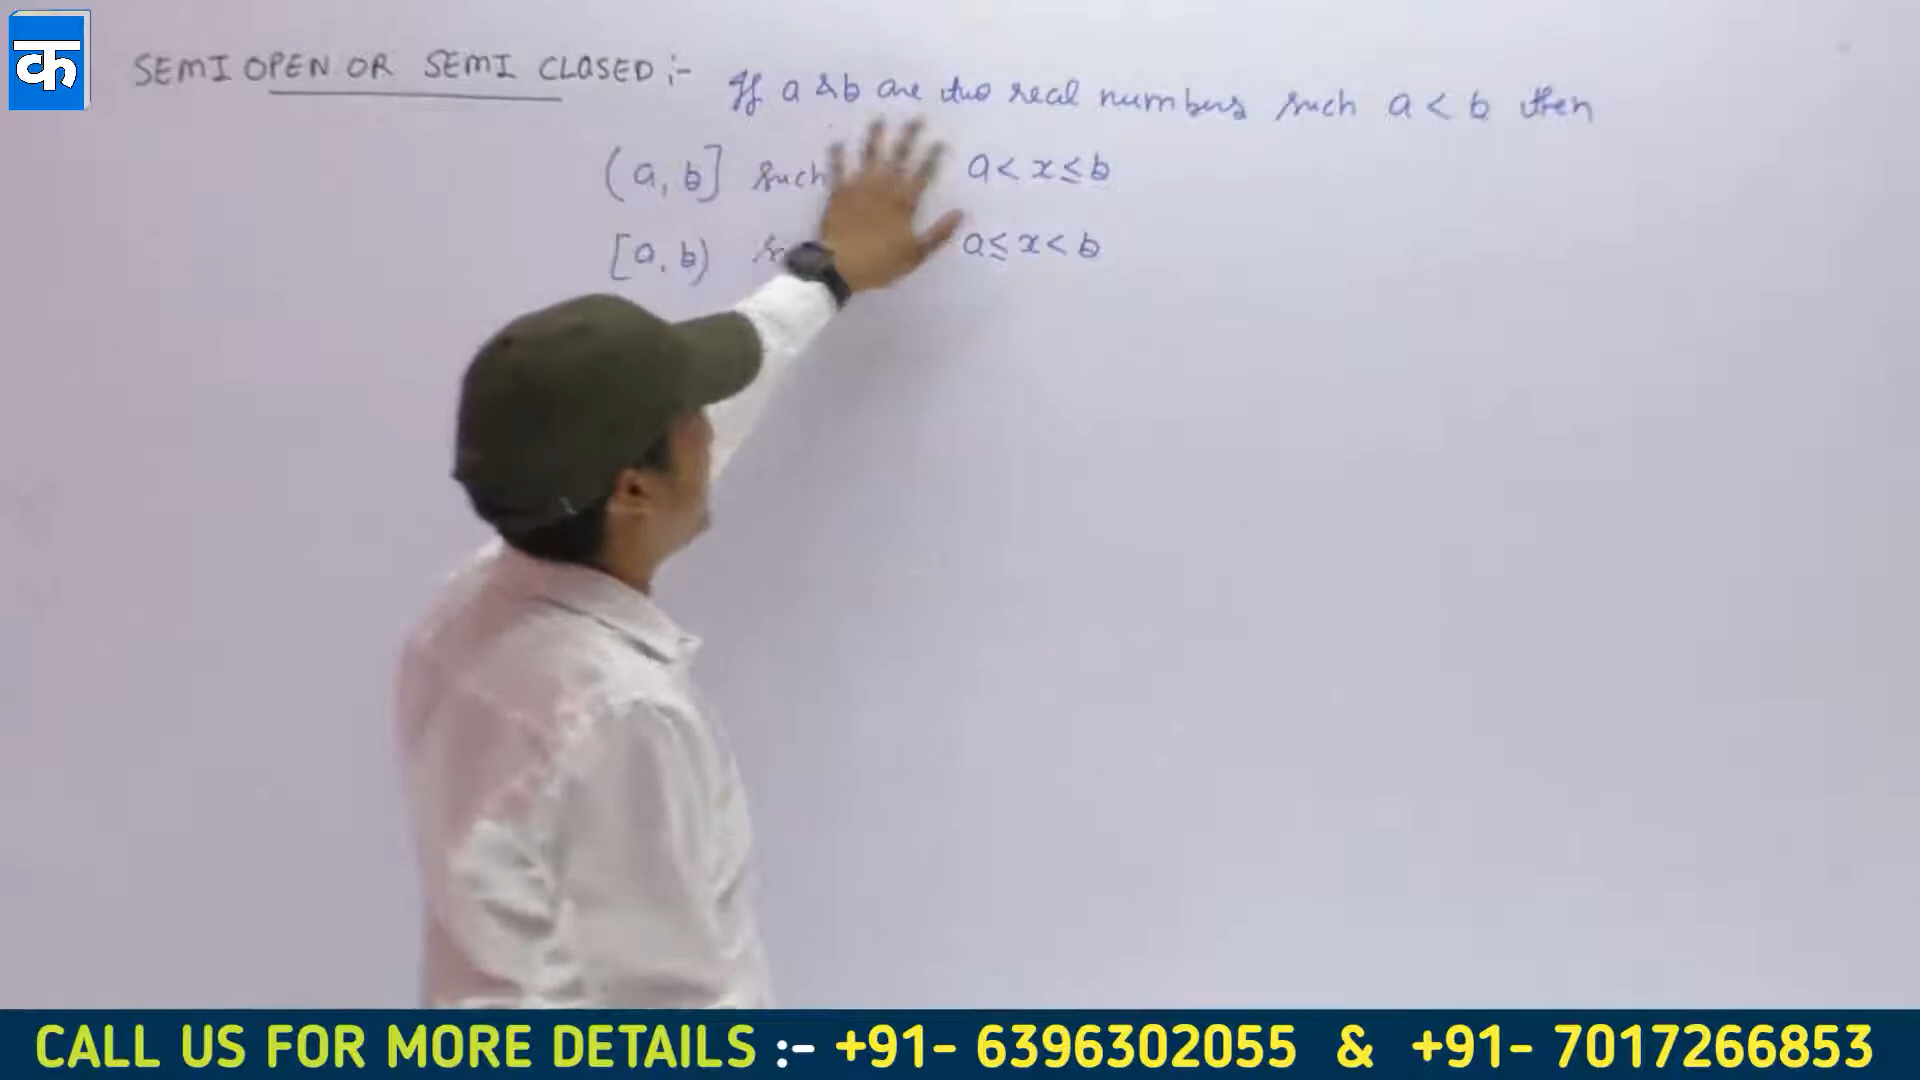 क
SEMI OPEN OR SEMI CLOSED :- If a & b are two real numbers such a < b then
(a, b] such a < x ≤ b
[a, b) a ≤ x < b
CALL US FOR MORE DETAILS :- +91- 6396302055 & +91- 7017266853